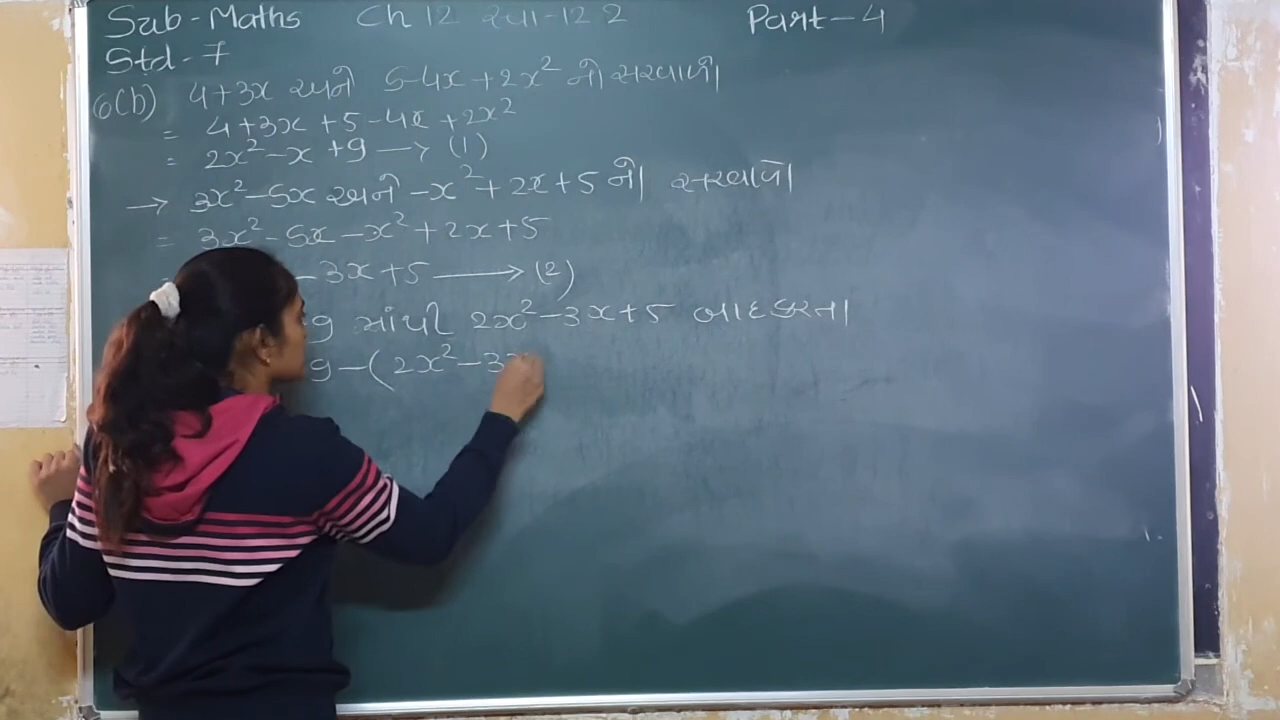 Sub-Maths Ch 12 સ્વા-12.2 Part-4
Std-7
6(b) 4+3x અને 5-4x+2x² નો સરવાળો
= 4+3x+5-4x+2x²
= 2x²-x+9 → (1)
→ 3x²-5x અને -x²+2x+5 નો સરવાળો
= 3x²-5x-x²+2x+5
-3x+5 → (2)
9 માંથી 2x²-3x+5 બાદ કરતા
9-(2x²-3x